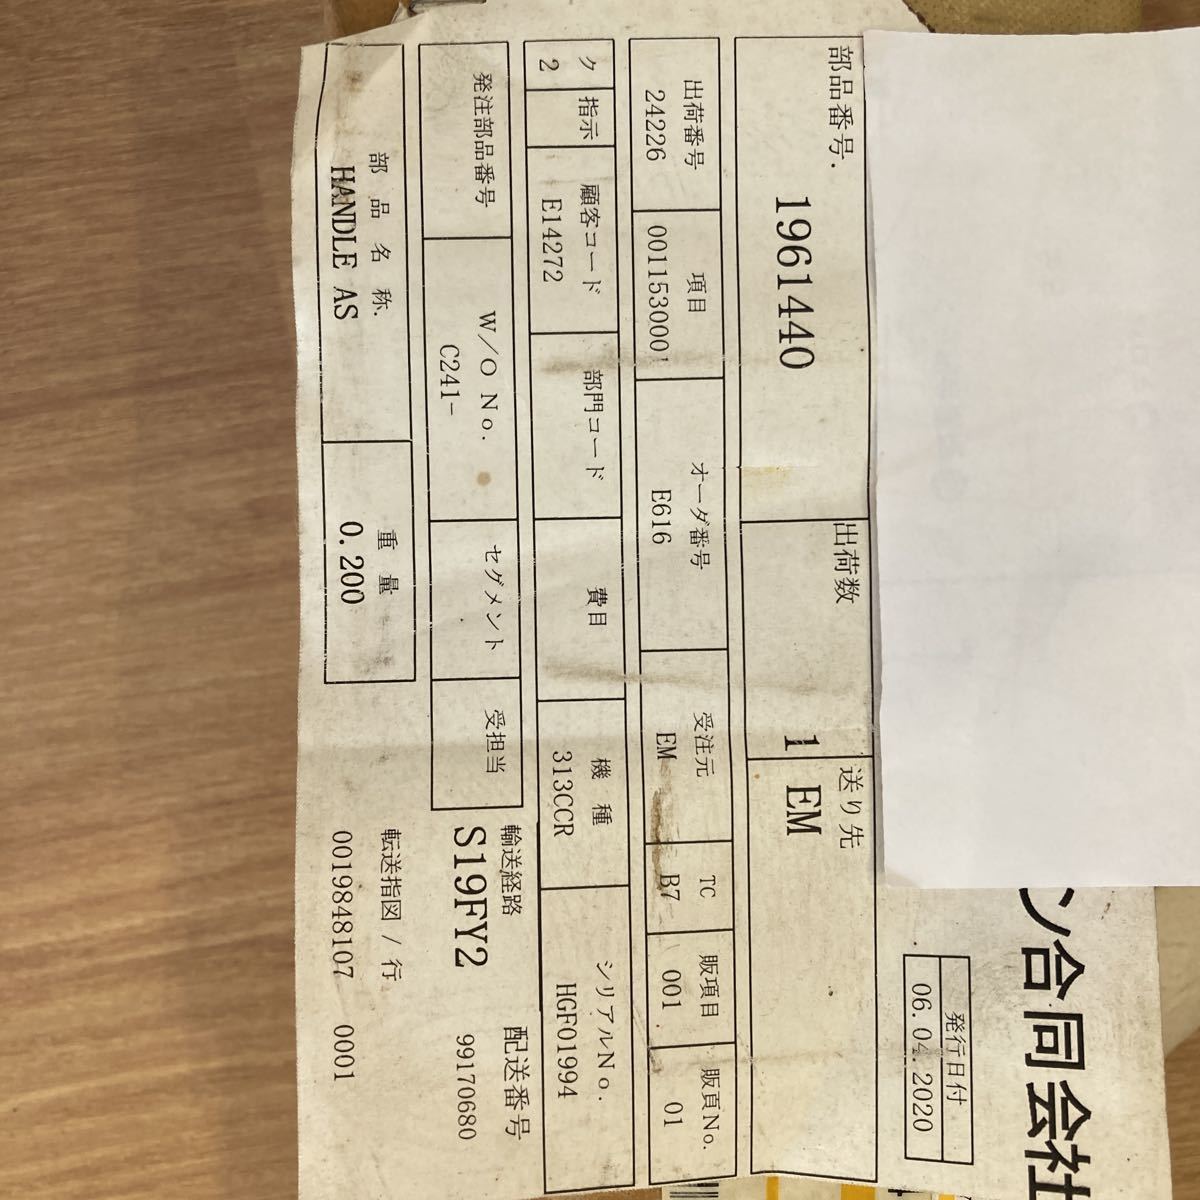 ン合同会社
発行日付
06.04.2020
部品番号. 出荷数 送り先
1961440 1 EM
出荷番号 項目 オーダ番号 受注元 TC 販項目 販頁No.
24226 0011530001 E616 EM B7 001 01
ク 指示 顧客コード 部門コード 費目 機種 シリアルNo.
2 E14272 313CCR HGF01994
発注部品番号 W/O No. セグメント 受担当 輸送経路 配送番号
C241- S19FY2 99170680
部品名称. 重量 転送指図/行
HANDLE AS 0.200 0019848107 0001